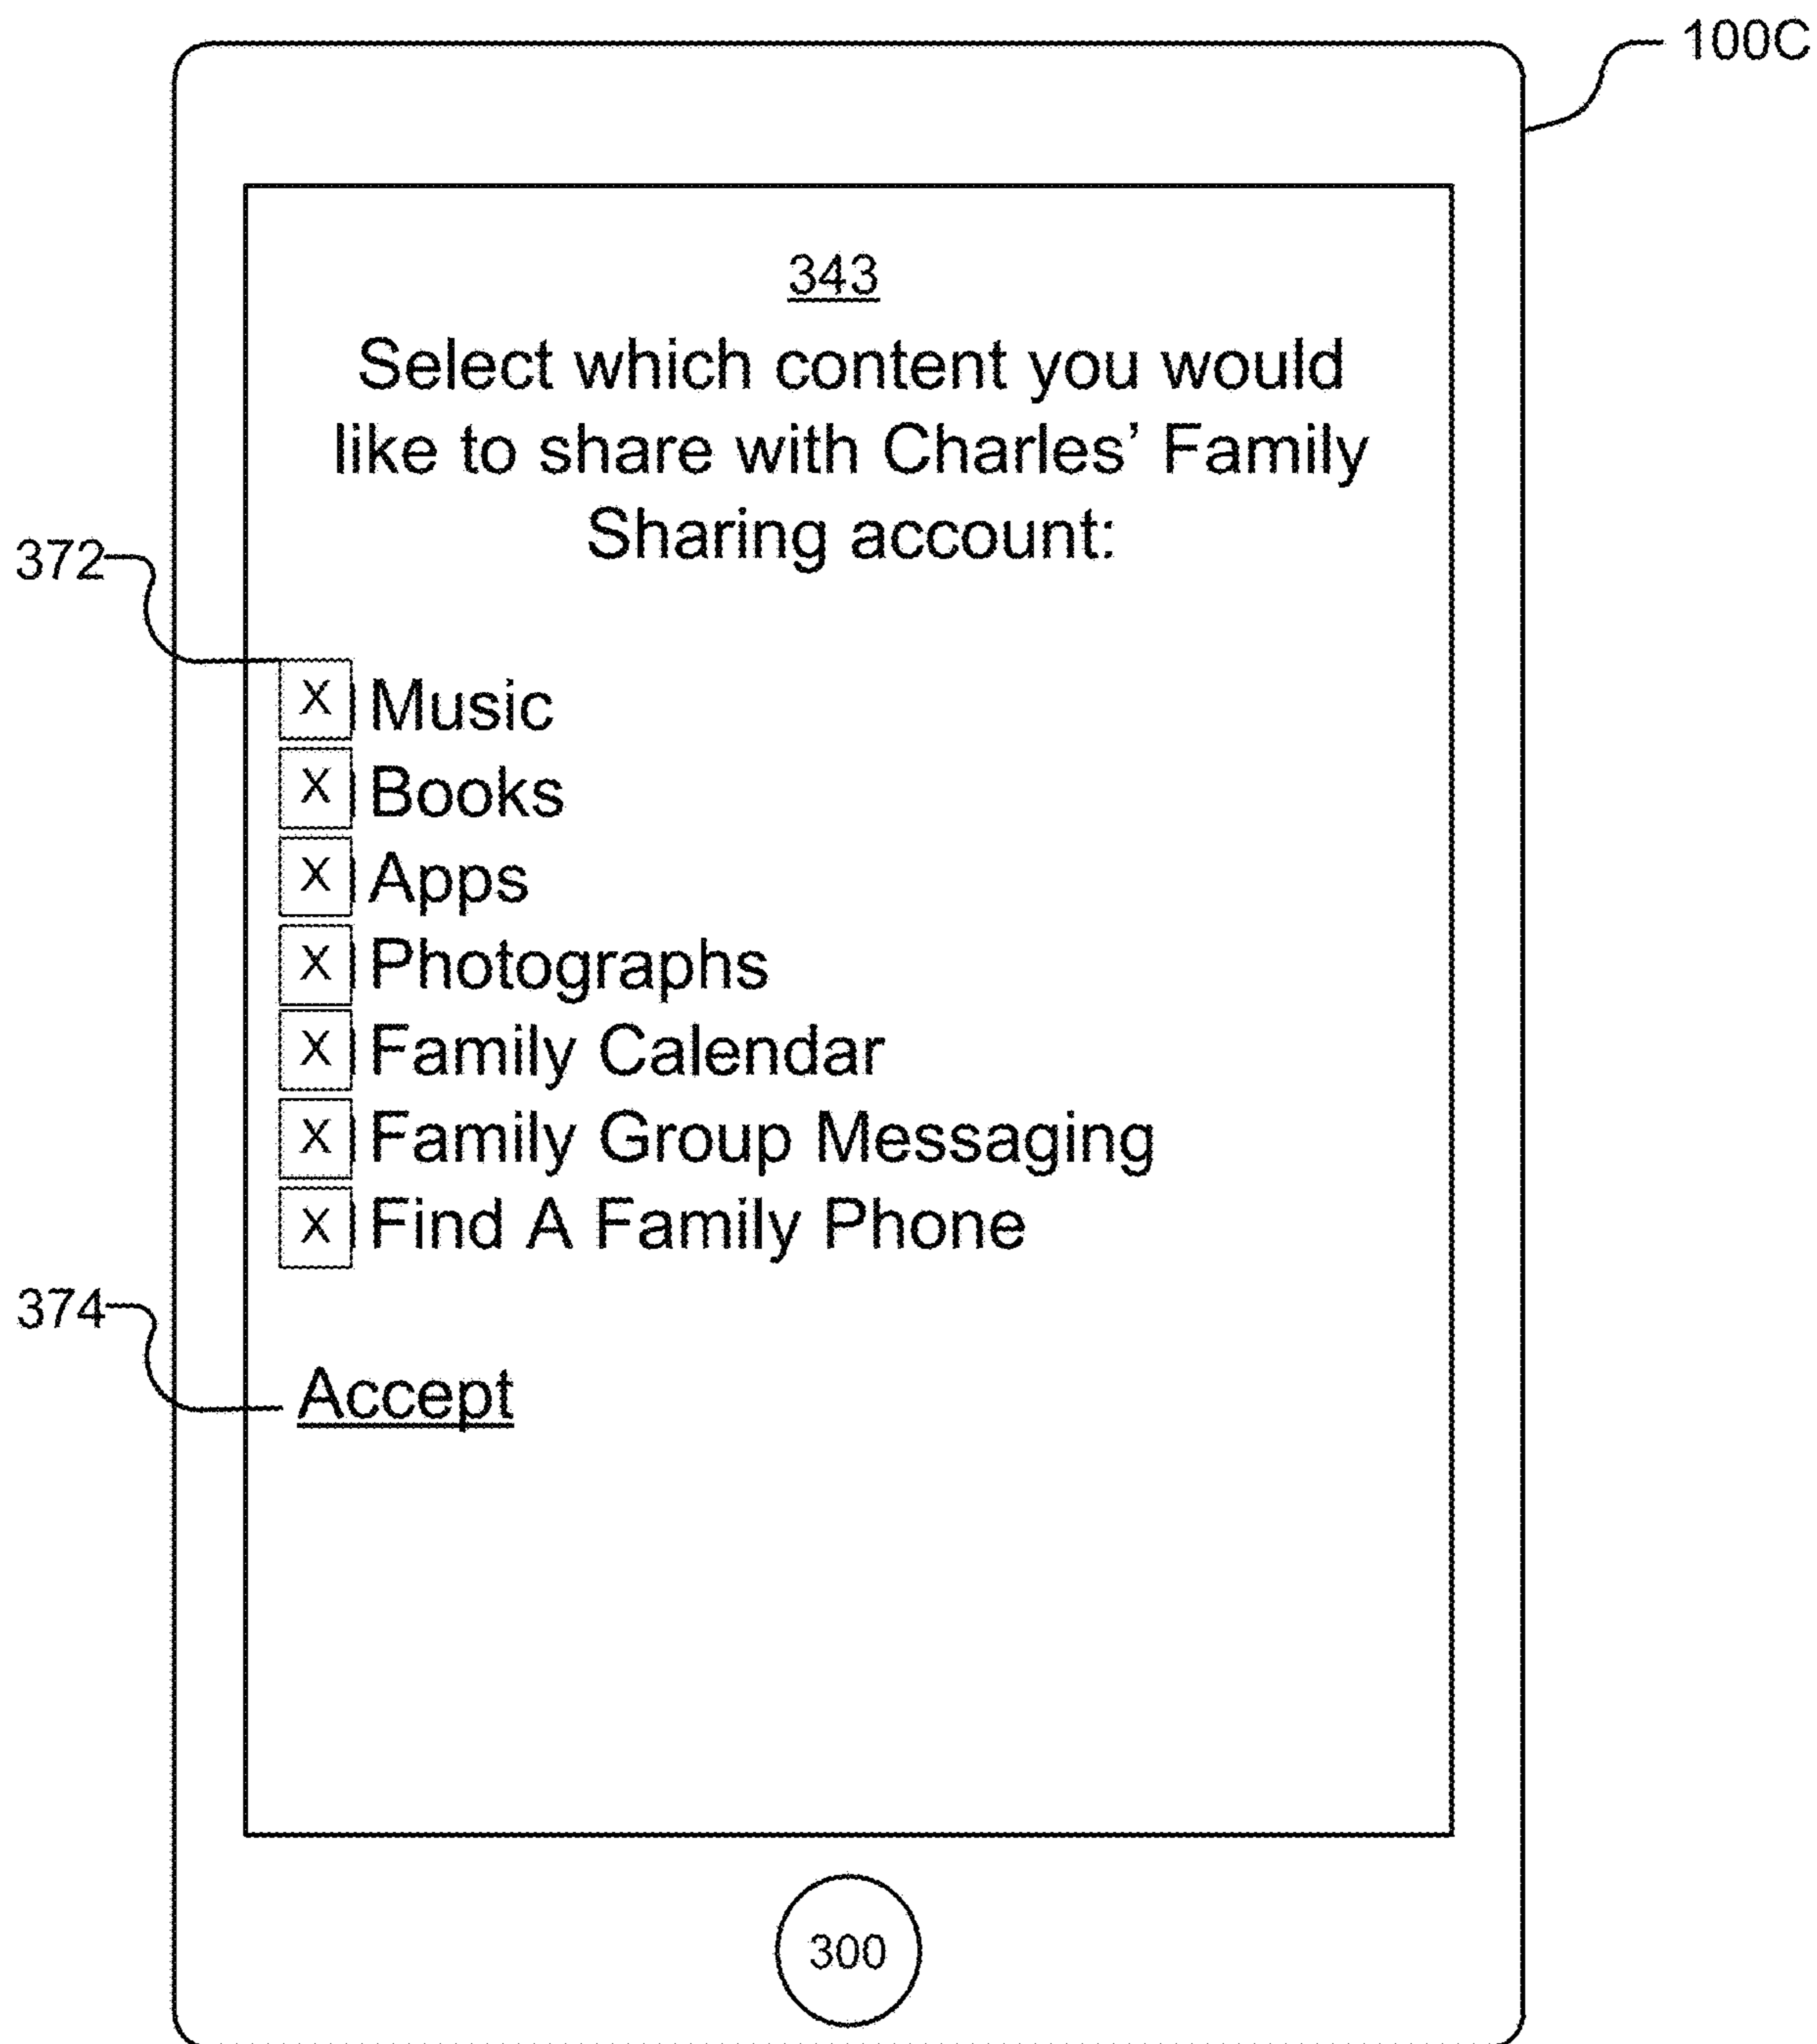 100C
343
Select which content you would
like to share with Charles’ Family
Sharing account:
372
X Music
X Books
X Apps
X Photographs
X Family Calendar
X Family Group Messaging
X Find A Family Phone
374
Accept
300